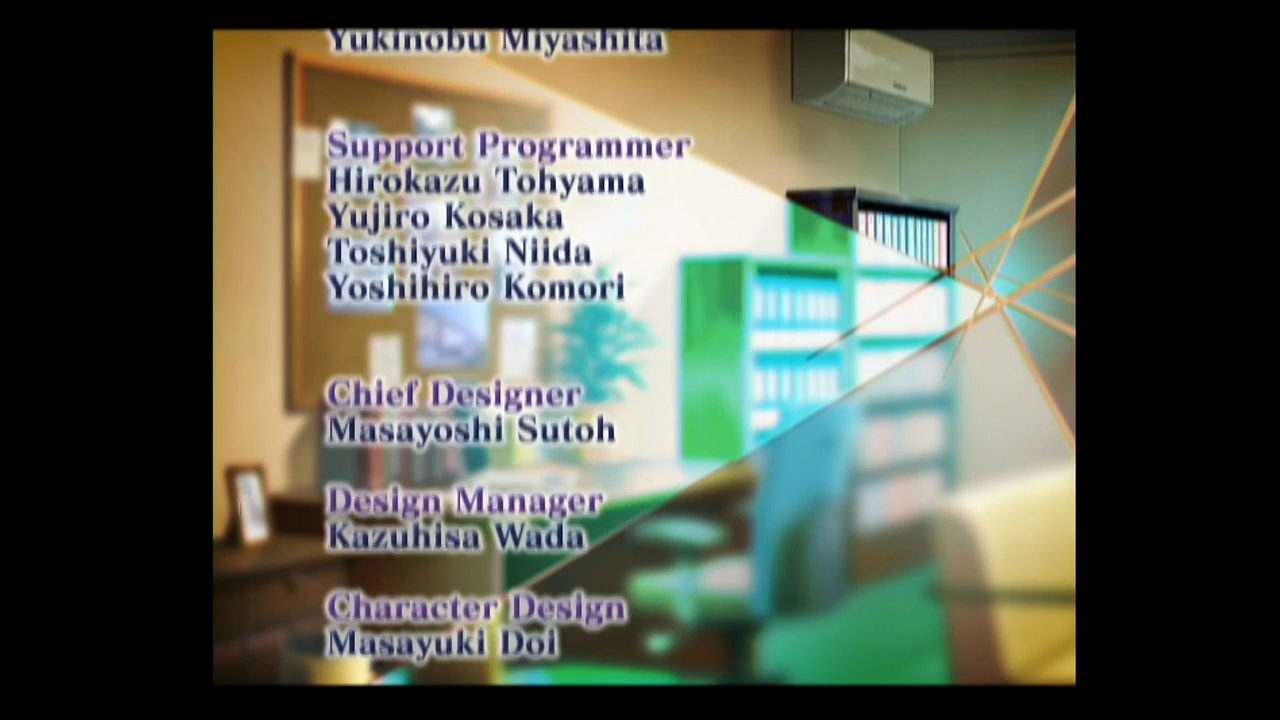 Yukinobu Miyashita
Support Programmer
Hirokazu Tohyama
Yujiro Kosaka
Toshiyuki Niida
Yoshihiro Komori
Chief Designer
Masayoshi Sutoh
Design Manager
Kazuhisa Wada
Character Design
Masayuki Doi